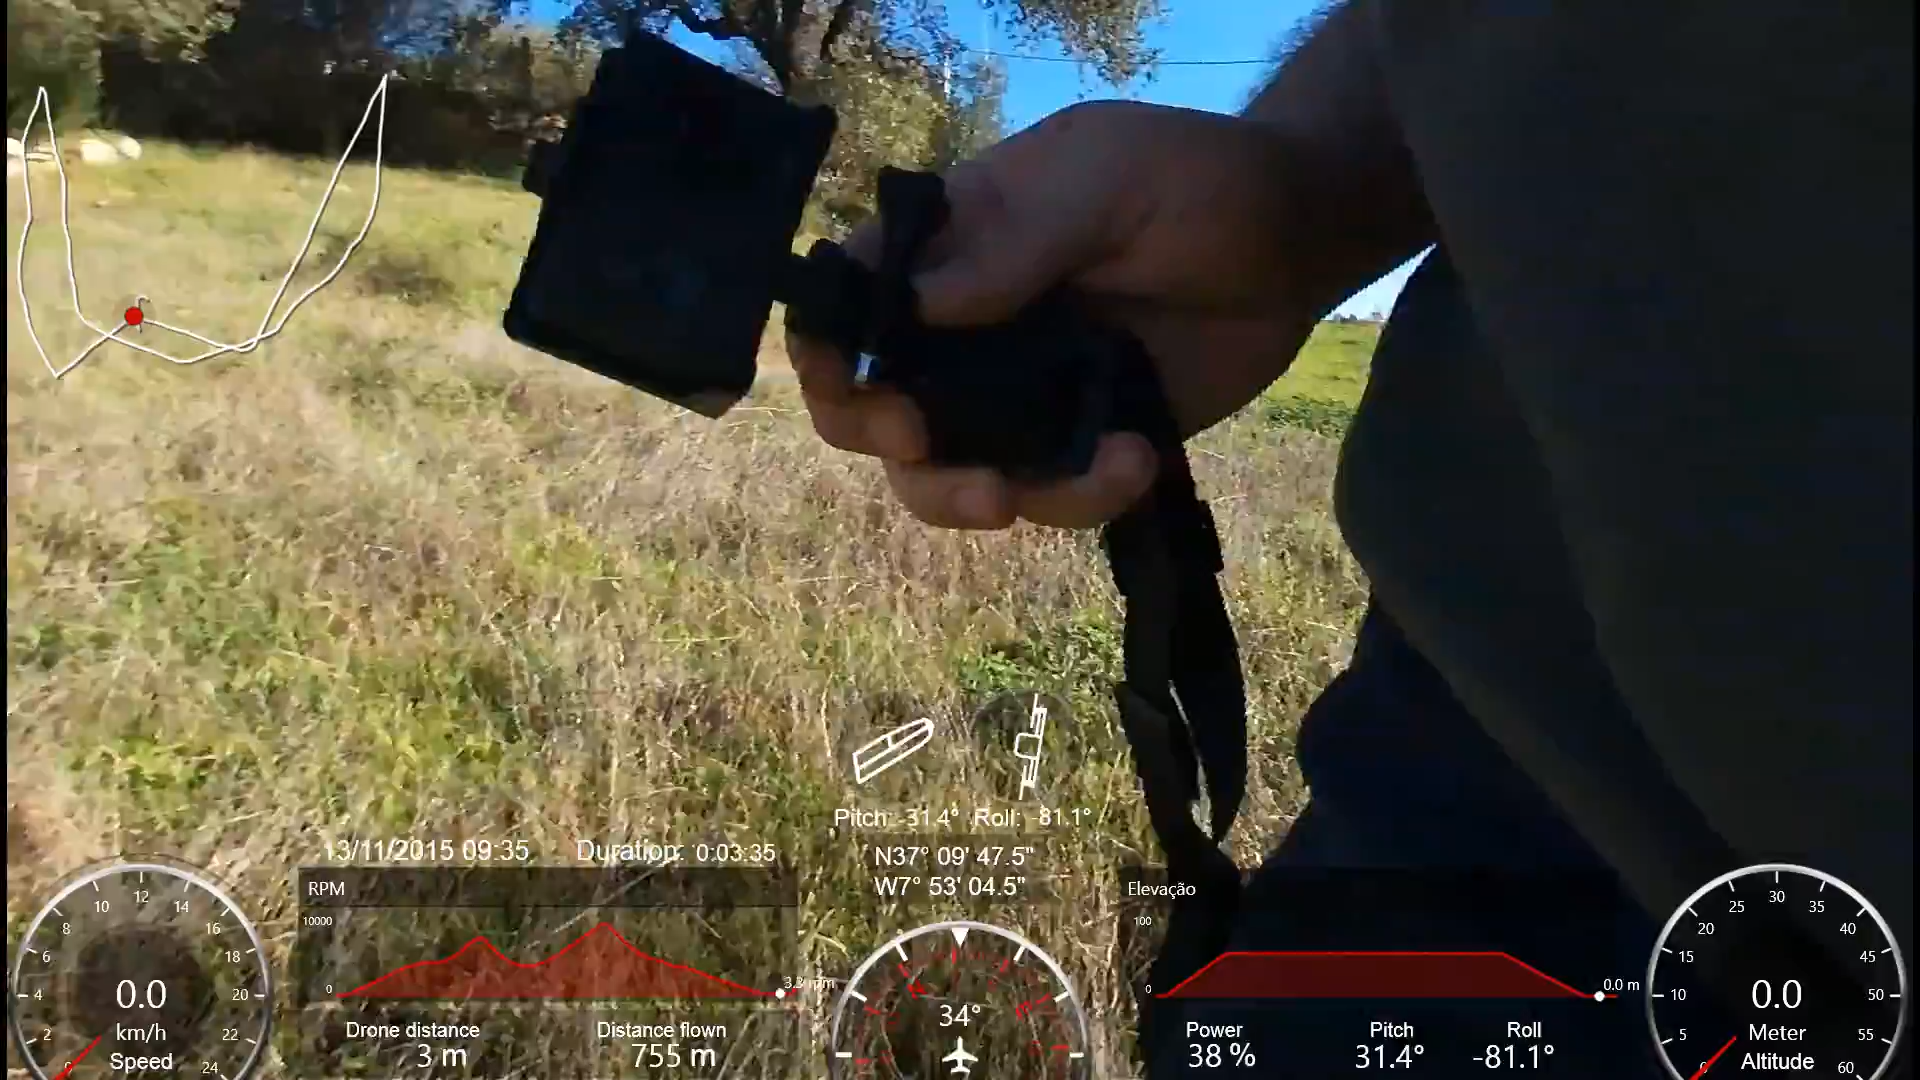 Pitch: -31.4° Roll: -81.1°
13/11/2015 09:35 Duration: 0:03:35
N37° 09' 47.5"
W7° 53' 04.5"
RPM
10000
0
Elevação
100
0
0.0 m
0 2 4 6 8 10 12 14 16 18 20 22 24
0.0
km/h
Speed
Drone distance
3 m
Distance flown
755 m
34°
Power
38 %
Pitch
31.4°
Roll
-81.1°
0 5 10 15 20 25 30 35 40 45 50 55 60
0.0
Meter
Altitude